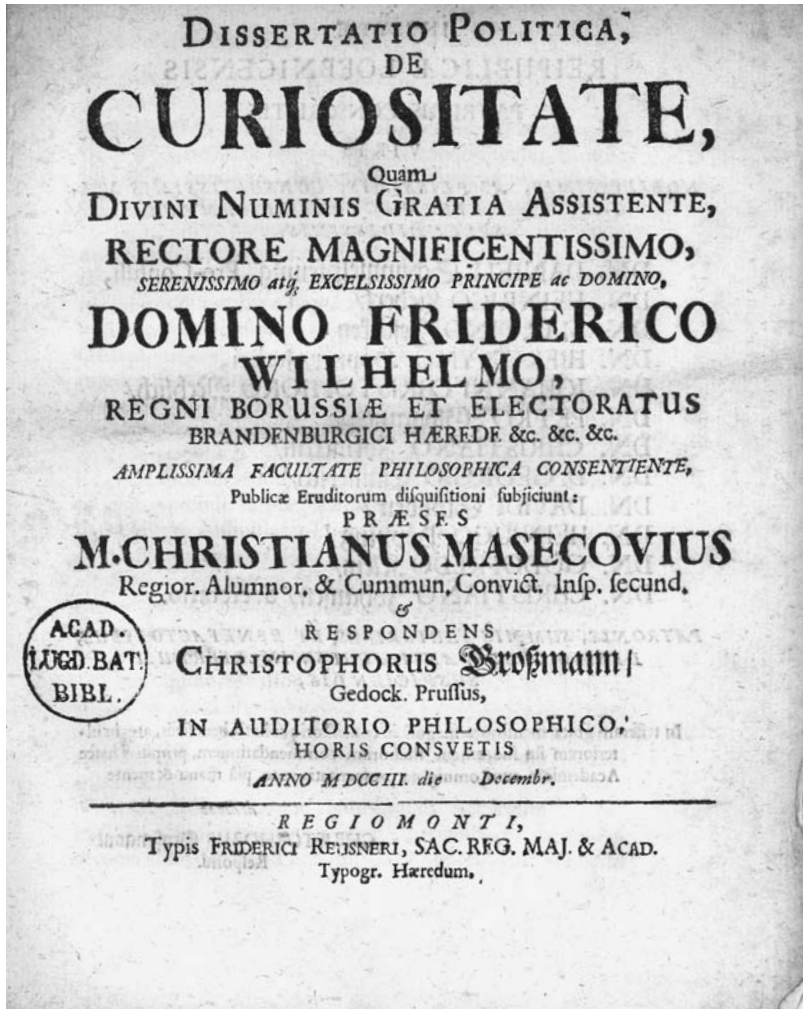 DISSERTATIO POLITICA,
DE
CURIOSITATE,
Quam
DIVINI NUMINIS GRATIA ASSISTENTE,
RECTORE MAGNIFICENTISSIMO,
SERENISSIMO atq; EXCELSISSIMO PRINCIPE ac DOMINO,
DOMINO FRIDERICO
WILHELMO,
REGNI BORUSSIÆ ET ELECTORATUS
BRANDENBURGICI HÆREDE &c. &c. &c.
AMPLISSIMA FACULTATE PHILOSOPHICA CONSENTIENTE,
Publicæ Eruditorum disquisitioni subjiciunt:
PRÆSES
M. CHRISTIANUS MASECOVIUS
Regior. Alumnor. & Cummun. Convict. Insp. secund.
&
RESPONDENS
CHRISTOPHORUS Großmann/
Gedock. Prussus,
IN AUDITORIO PHILOSOPHICO,
HORIS CONSVETIS
ANNO MDCCIII. die Decembr.
REGIOMONTI,
Typis FRIDERICI REUSNERI, SAC. REG. MAJ. & ACAD.
Typogr. Hæredum.
ACAD.
LUGD. BAT.
BIBL.